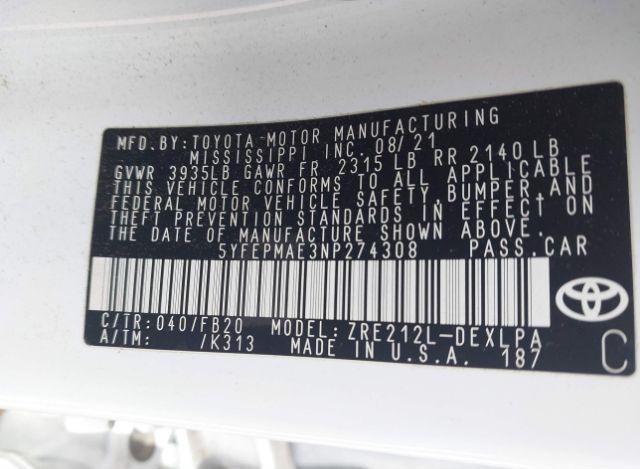 MFD.BY:TOYOTA MOTOR MANUFACTURING
MISSISSIPPI INC. 08/21
GVWR 3935LB GAWR FR 2315 LB RR 2140 LB
THIS VEHICLE CONFORMS TO ALL APPLICABLE
FEDERAL MOTOR VEHICLE SAFETY,BUMPER,AND
THEFT PREVENTION STANDARDS IN EFFECT ON
THE DATE OF MANUFACTURE SHOWN ABOVE.
5YFEPMAE3NP274308 PASS.CAR
C/TR:040/FB20 MODEL:ZRE212L-DEXLPA
A/TM: /K313 MADE IN U.S.A. 187
C